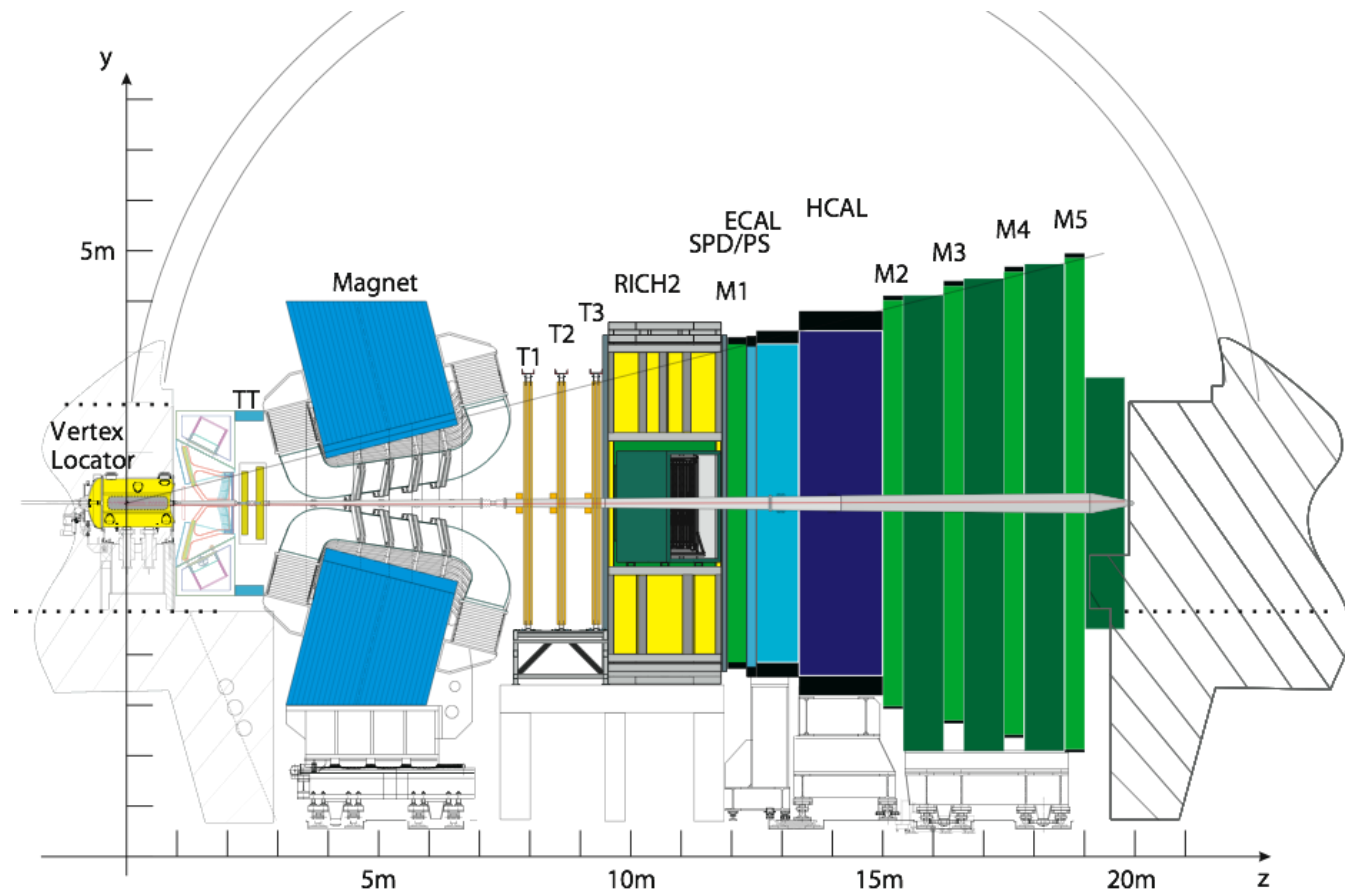 y
5m
Magnet
TT
Vertex
Locator
T1
T2
T3
RICH2
M1
SPD/PS
ECAL
HCAL
M2
M3
M4
M5
5m
10m
15m
20m
z